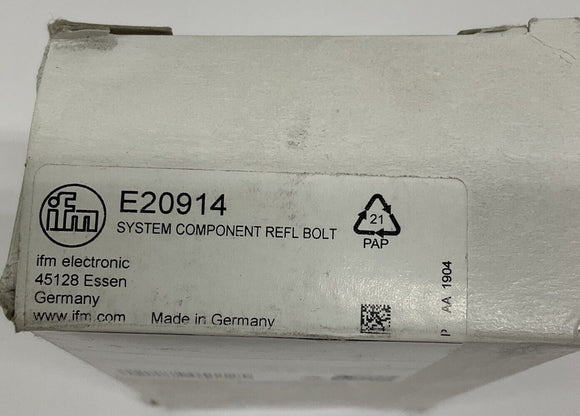 ifm
E20914
SYSTEM COMPONENT REFL BOLT
21
PAP
ifm electronic
45128 Essen
Germany
www.ifm.com Made in Germany
P AA 1904